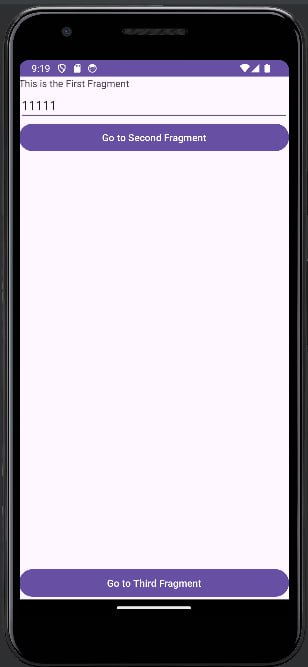 9:19
This is the First Fragment
11111
Go to Second Fragment
Go to Third Fragment